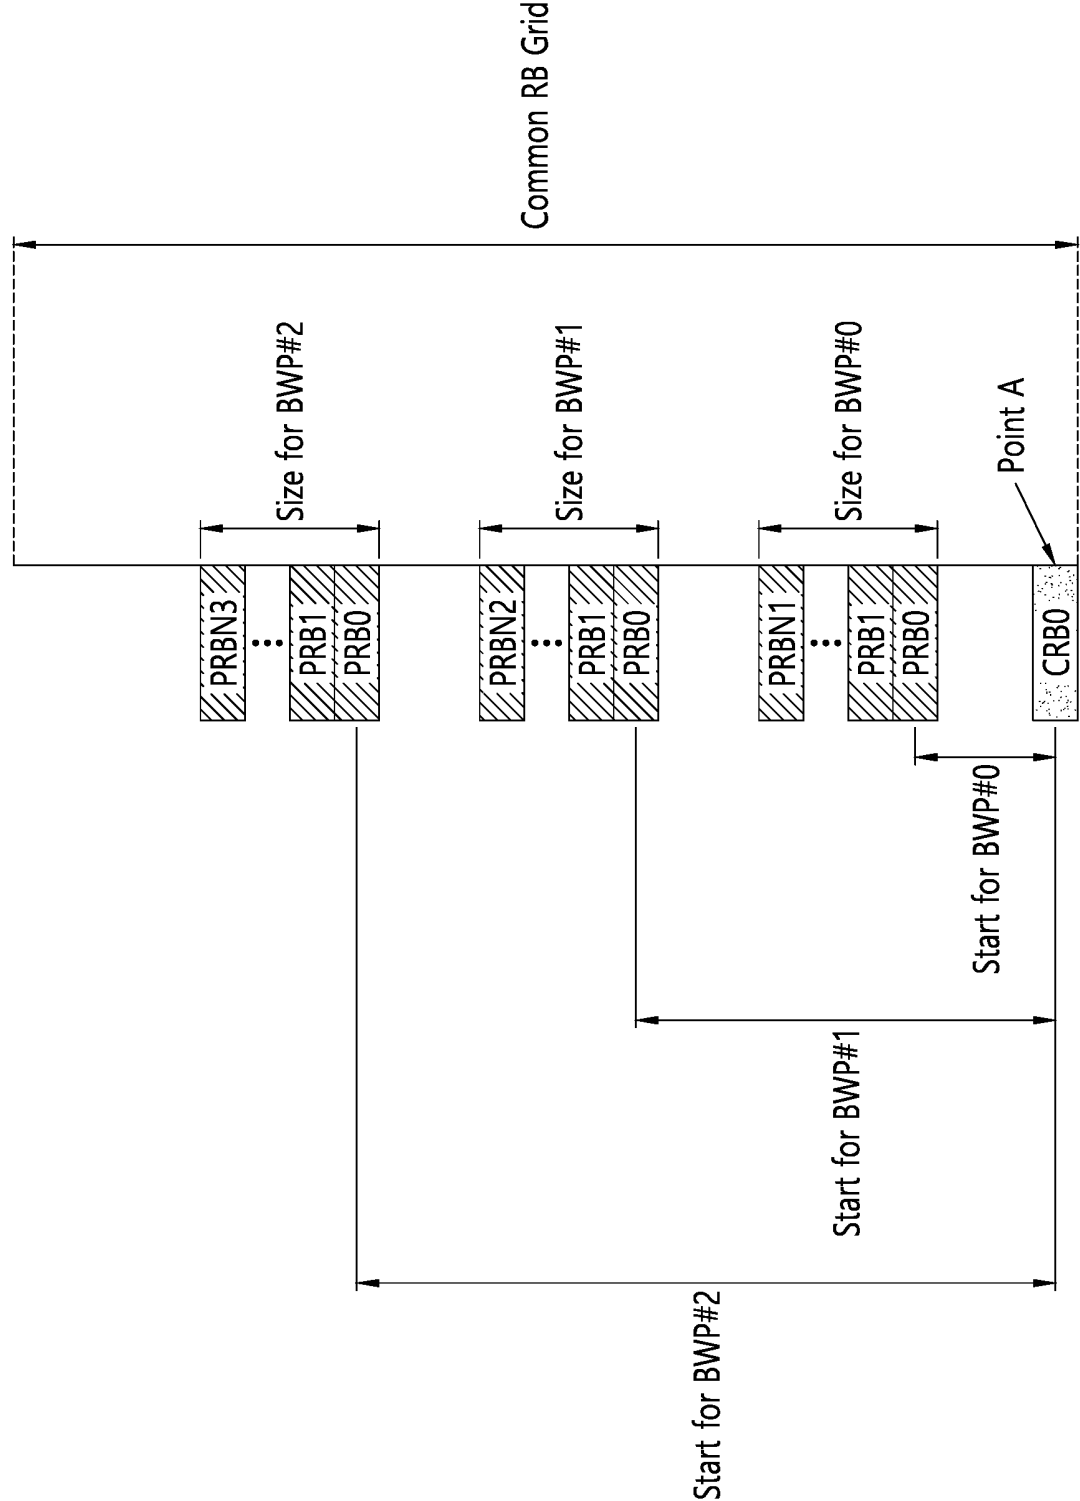 Common RB Grid
Size for BWP#2
Size for BWP#1
Size for BWP#0
Point A
PRBN3
PRB1
PRB0
PRBN2
PRB1
PRB0
PRBN1
PRB1
PRB0
CRB0
Start for BWP#0
Start for BWP#1
Start for BWP#2